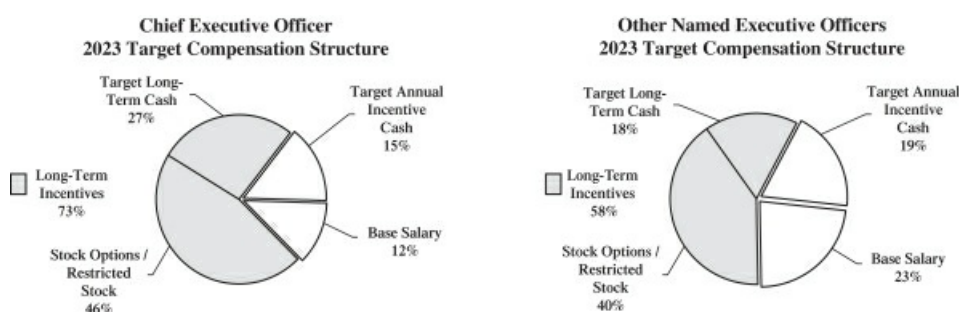 Chief Executive Officer
2023 Target Compensation Structure
Target Long-
Term Cash
27%
Target Annual
Incentive
Cash
15%
Long-Term
Incentives
73%
Base Salary
12%
Stock Options /
Restricted
Stock
46%
Other Named Executive Officers
2023 Target Compensation Structure
Target Long-
Term Cash
18%
Target Annual
Incentive
Cash
19%
Long-Term
Incentives
58%
Base Salary
23%
Stock Options /
Restricted
Stock
40%